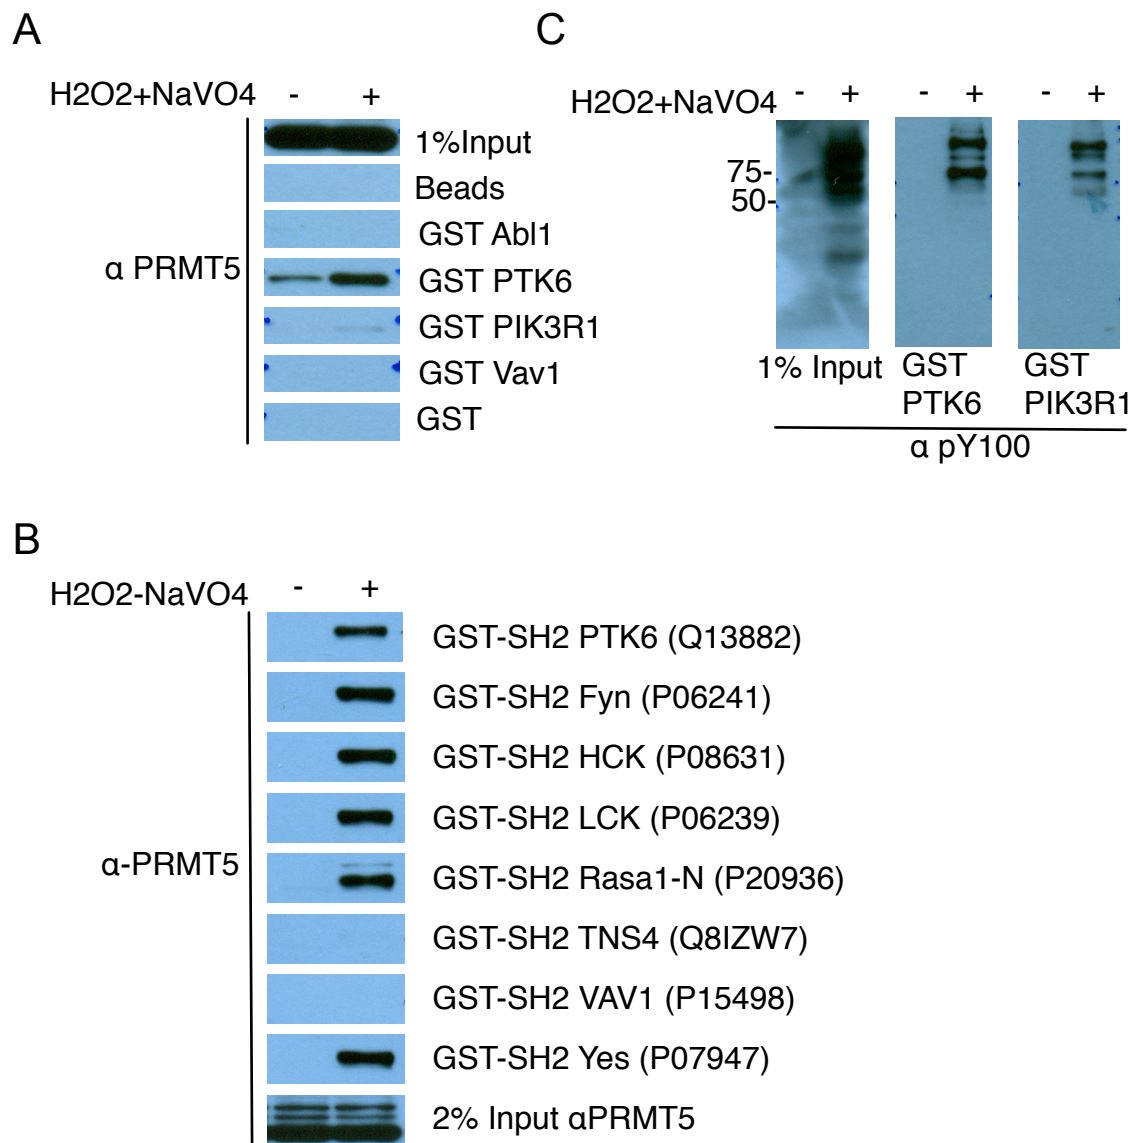 A
H2O2+NaVO4 - +
1%Input
Beads
GST Abl1
α PRMT5
GST PTK6
GST PIK3R1
GST Vav1
GST
C
H2O2+NaVO4 - + - + - +
75-
50-
1% Input
GST
PTK6
GST
PIK3R1
α pY100
B
H2O2-NaVO4 - +
GST-SH2 PTK6 (Q13882)
GST-SH2 Fyn (P06241)
GST-SH2 HCK (P08631)
GST-SH2 LCK (P06239)
α-PRMT5
GST-SH2 Rasa1-N (P20936)
GST-SH2 TNS4 (Q8IZW7)
GST-SH2 VAV1 (P15498)
GST-SH2 Yes (P07947)
2% Input αPRMT5